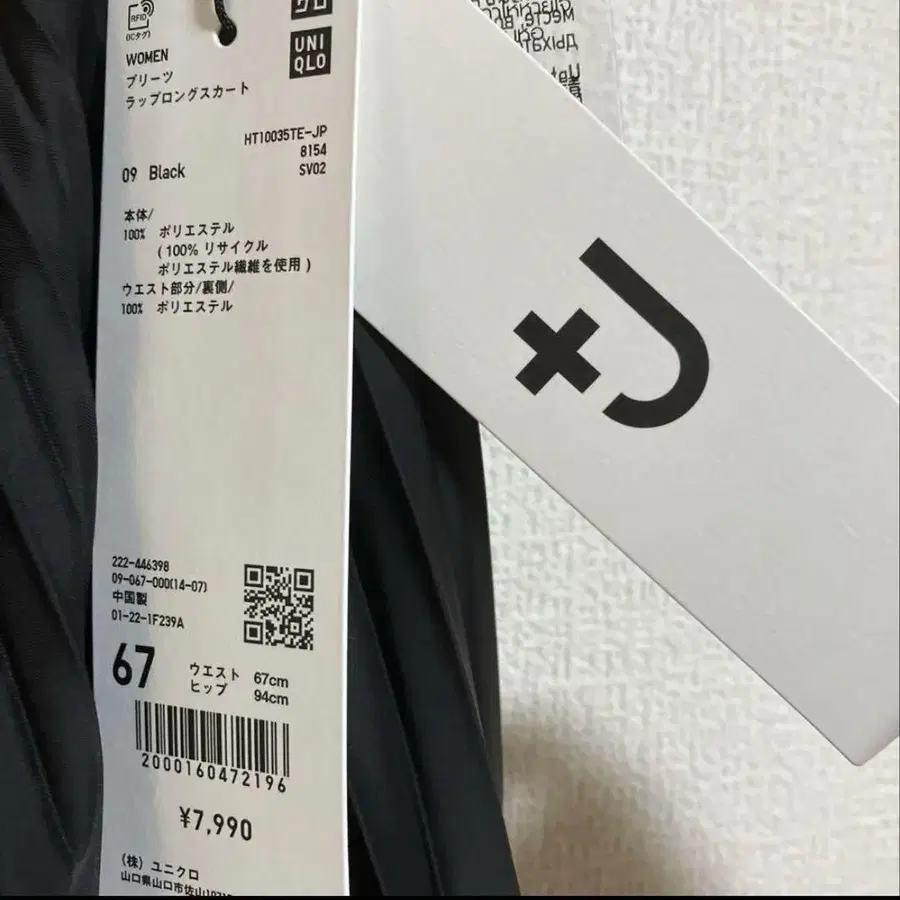 RFID
(ICタグ)
WOMEN
プリーツ
ラップロングスカート
UNI
QLO
HT10035TE-JP
8154
SV02
09 Black
本体/
100% ポリエステル
(100% リサイクル
ポリエステル繊維を使用)
ウエスト部分/裏側/
100% ポリエステル
222-446398
09-067-000(14-07)
中国製
01-22-1F239A
67
ウエスト 67cm
ヒップ 94cm
2000160472196
¥7,990
(株)ユニクロ
山口県山口市佐山
+J